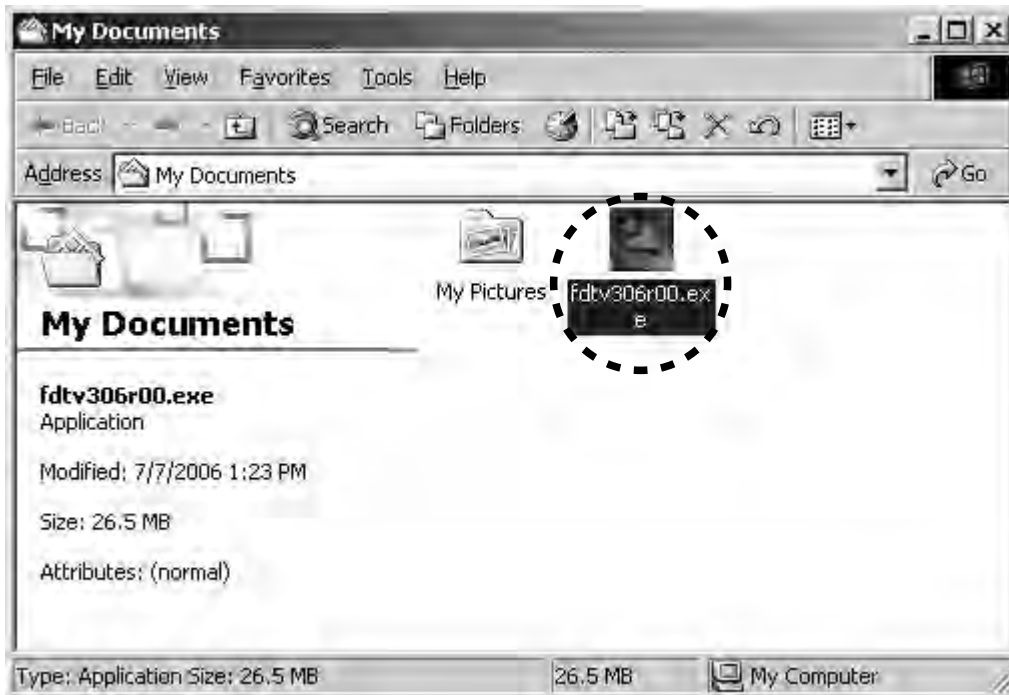 My Documents
File Edit View Favorites Tools Help
Back Search Folders
Address My Documents Go
My Pictures
fdtv306r00.ex
e
My Documents
fdtv306r00.exe
Application
Modified: 7/7/2006 1:23 PM
Size: 26.5 MB
Attributes: (normal)
Type: Application Size: 26.5 MB 26.5 MB My Computer